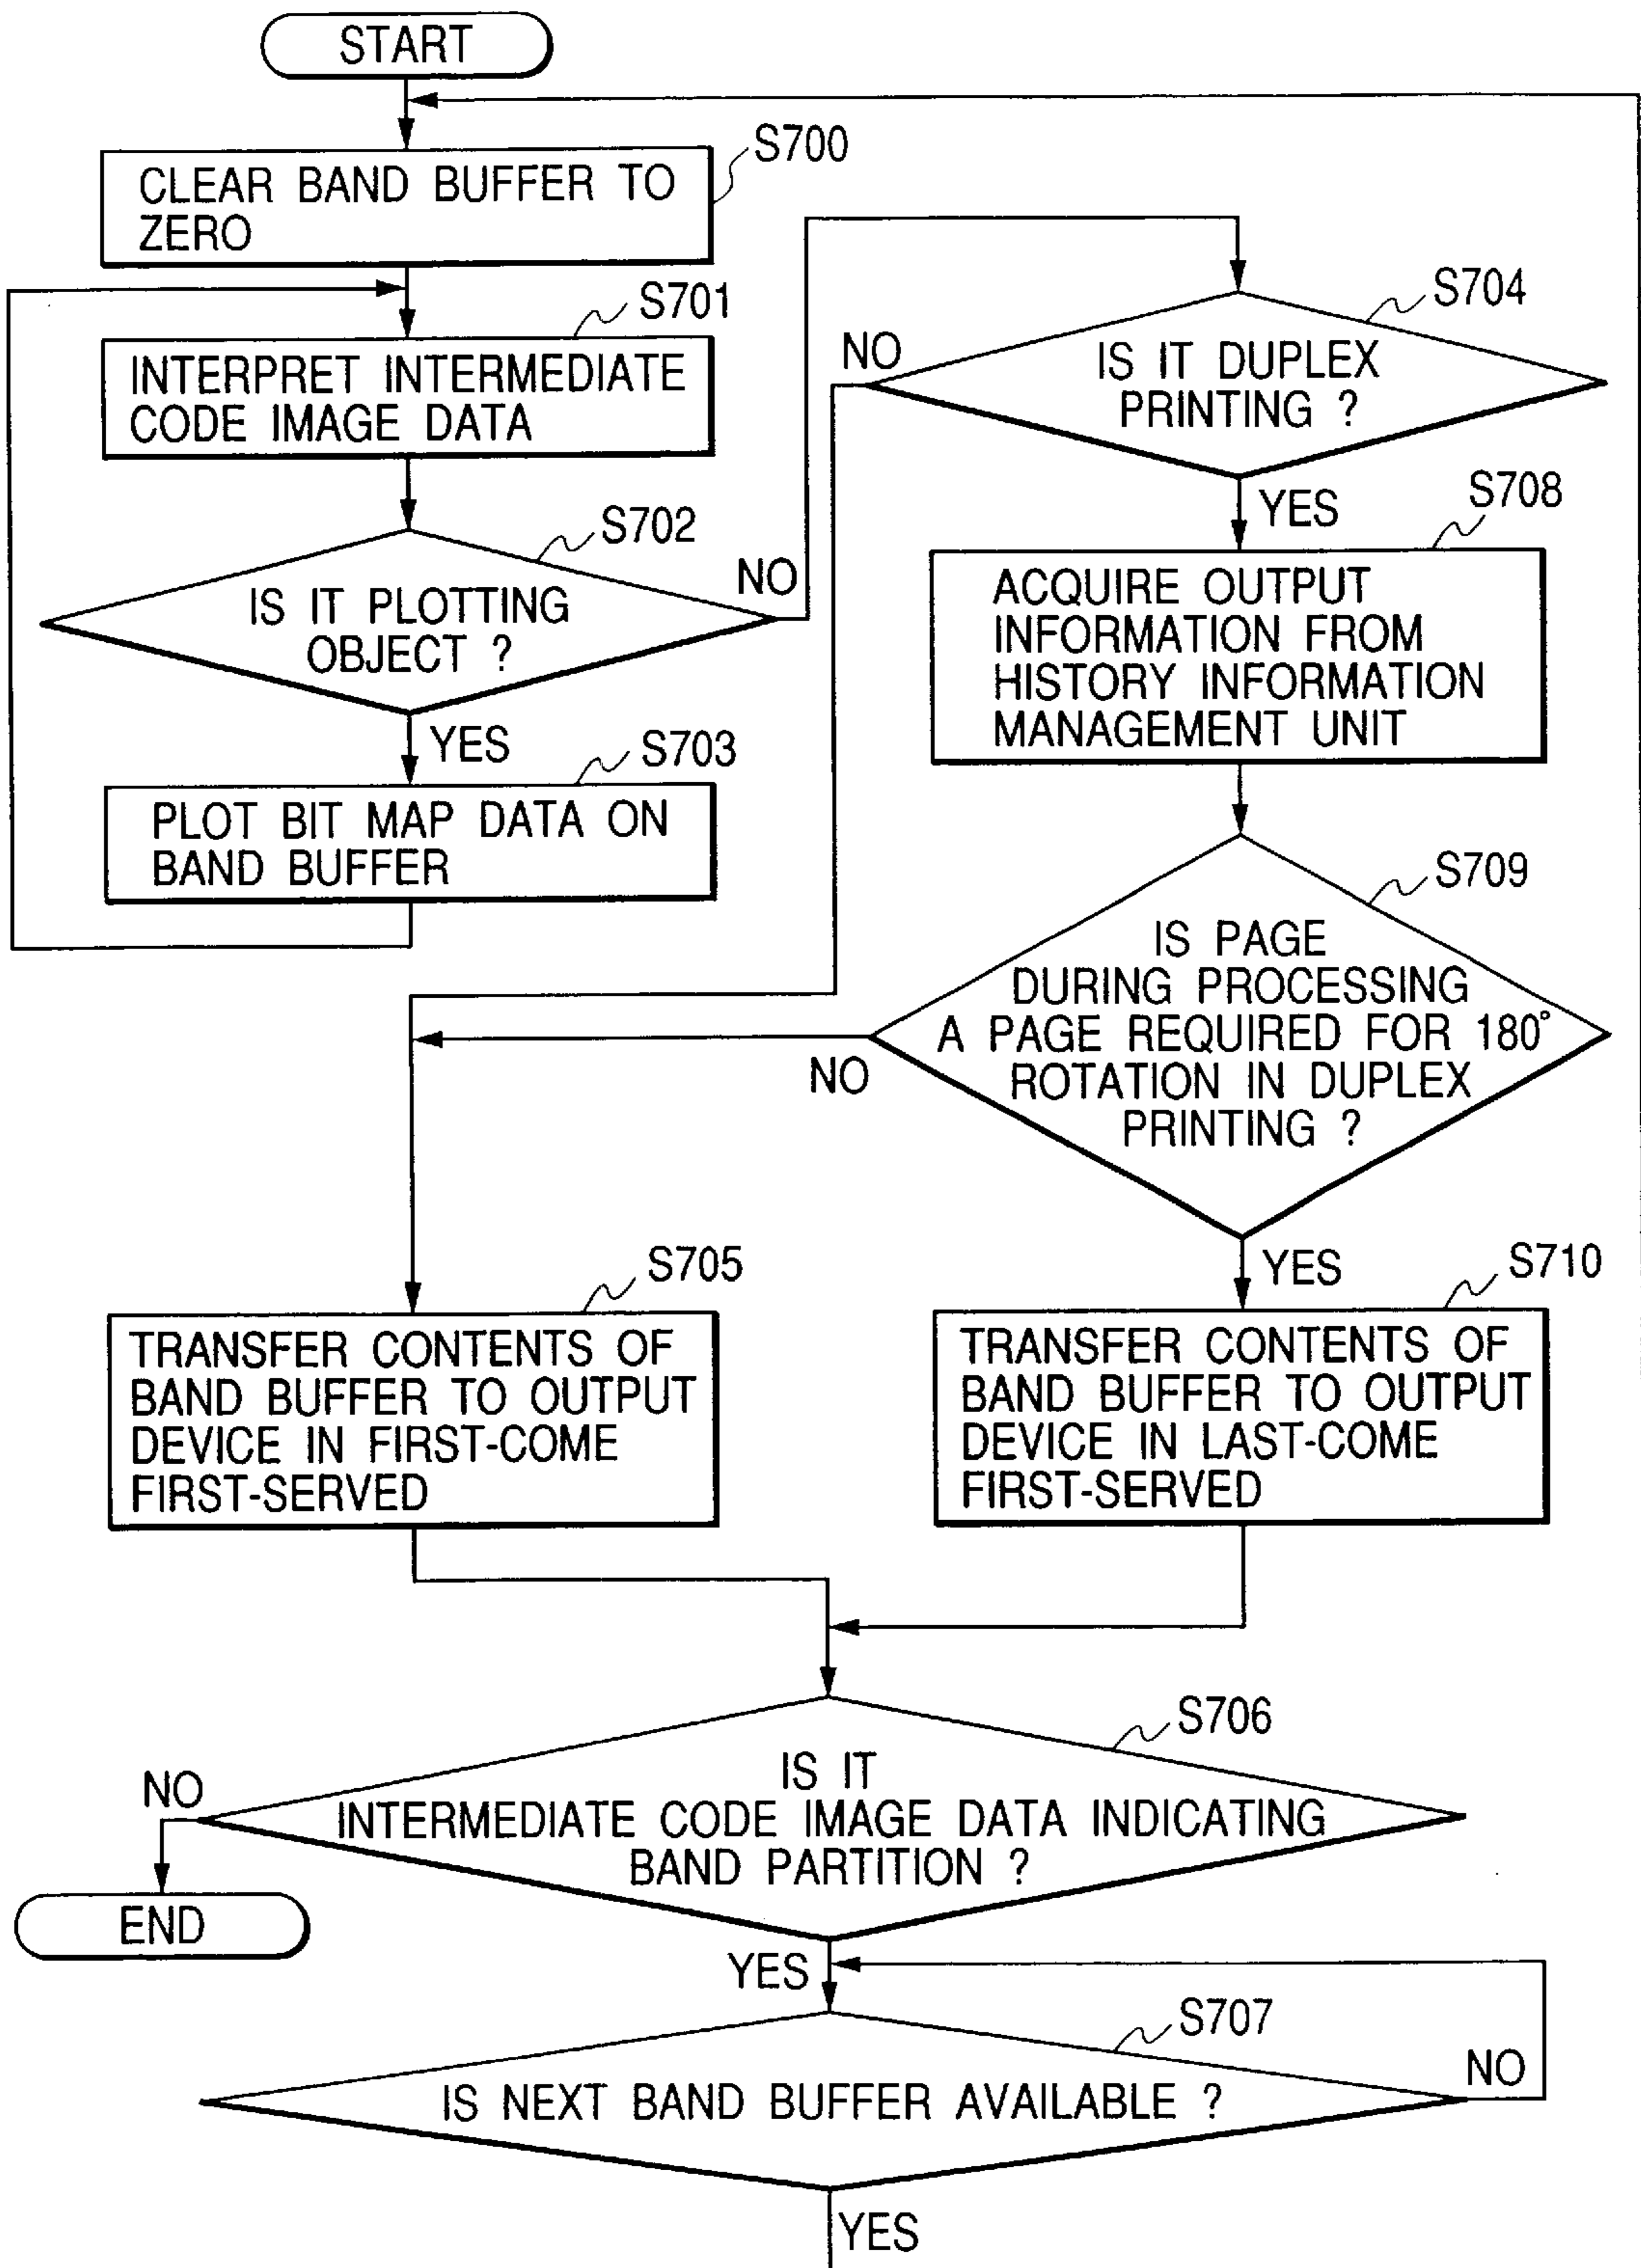 START
S700
CLEAR BAND BUFFER TO
ZERO
S701
INTERPRET INTERMEDIATE
CODE IMAGE DATA
S702
NO
IS IT PLOTTING
OBJECT ?
YES
S703
PLOT BIT MAP DATA ON
BAND BUFFER
S704
NO
IS IT DUPLEX
PRINTING ?
YES
S708
ACQUIRE OUTPUT
INFORMATION FROM
HISTORY INFORMATION
MANAGEMENT UNIT
S709
IS PAGE
DURING PROCESSING
A PAGE REQUIRED FOR 180°
ROTATION IN DUPLEX
PRINTING ?
NO
YES
S705
TRANSFER CONTENTS OF
BAND BUFFER TO OUTPUT
DEVICE IN FIRST-COME
FIRST-SERVED
S710
TRANSFER CONTENTS OF
BAND BUFFER TO OUTPUT
DEVICE IN LAST-COME
FIRST-SERVED
S706
NO
IS IT
INTERMEDIATE CODE IMAGE DATA INDICATING
BAND PARTITION ?
END
YES
S707
NO
IS NEXT BAND BUFFER AVAILABLE ?
YES